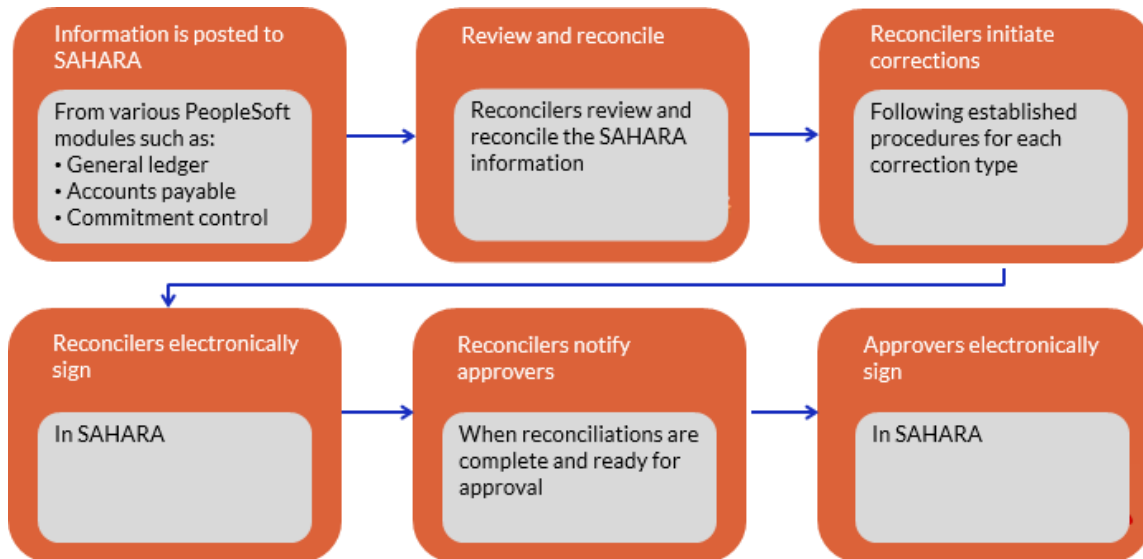 Information is posted to
SAHARA
From various PeopleSoft
modules such as:
• General ledger
• Accounts payable
• Commitment control
Review and reconcile
Reconcilers review and
reconcile the SAHARA
information
Reconcilers initiate
corrections
Following established
procedures for each
correction type
Reconcilers electronically
sign
In SAHARA
Reconcilers notify
approvers
When reconciliations are
complete and ready for
approval
Approvers electronically
sign
In SAHARA